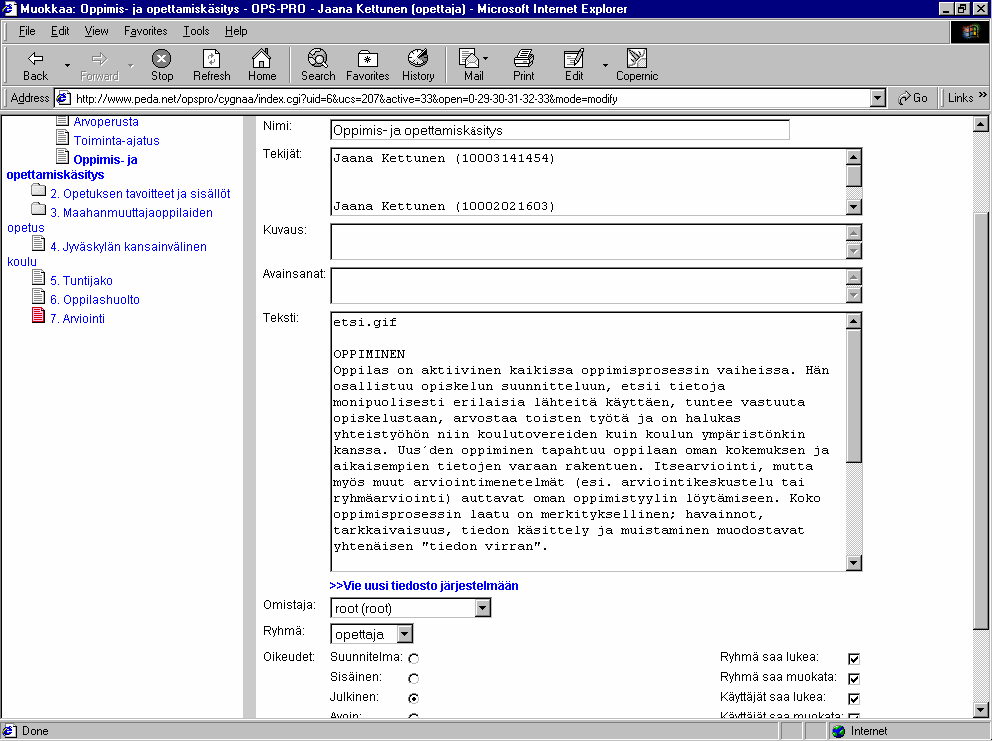 Muokkaa: Oppimis- ja opettamiskäsitys - OPS-PRO - Jaana Kettunen (opettaja) - Microsoft Internet Explorer
File Edit View Favorites Tools Help
Back Forward Stop Refresh Home Search Favorites History Mail Print Edit Copernic
Address http://www.peda.net/opspro/cygnaa/index.cgi?uid=6&ucs=207&active=33&open=0-29-30-31-32-33&mode=modify Go Links »
Arvoperusta
Toiminta-ajatus
Oppimis- ja
opettamiskäsitys
2. Opetuksen tavoitteet ja sisällöt
3. Maahanmuuttajaoppilaiden
opetus
4. Jyväskylän kansainvälinen
koulu
5. Tuntijako
6. Oppilashuolto
7. Arviointi
Nimi: Oppimis- ja opettamiskäsitys
Tekijät: Jaana Kettunen (10003141454)
Jaana Kettunen (10002021603)
Kuvaus:
Avainsanat:
Teksti: etsi.gif
OPPIMINEN
Oppilas on aktiivinen kaikissa oppimisprosessin vaiheissa. Hän
osallistuu opiskelun suunnitteluun, etsii tietoja
monipuolisesti erilaisia lähteitä käyttäen, tuntee vastuuta
opiskelustaan, arvostaa toisten työtä ja on halukas
yhteistyöhön niin koulutovereiden kuin koulun ympäristönkin
kanssa. Uus´den oppiminen tapahtuu oppilaan oman kokemuksen ja
aikaisempien tietojen varaan rakentuen. Itsearviointi, mutta
myös muut arviointimenetelmät (esi. arviointikeskustelu tai
ryhmäarviointi) auttavat oman oppimistyylin löytämiseen. Koko
oppimisprosessin laatu on merkityksellinen; havainnot,
tarkkaivaisuus, tiedon käsittely ja muistaminen muodostavat
yhtenäisen "tiedon virran".
>>Vie uusi tiedosto järjestelmään
Omistaja: root (root)
Ryhmä: opettaja
Oikeudet: Suunnitelma: Ryhmä saa lukea:
Sisäinen: Ryhmä saa muokata:
Julkinen: Käyttäjät saa lukea:
Avoin: Käyttäjät saa muokata:
Done Internet